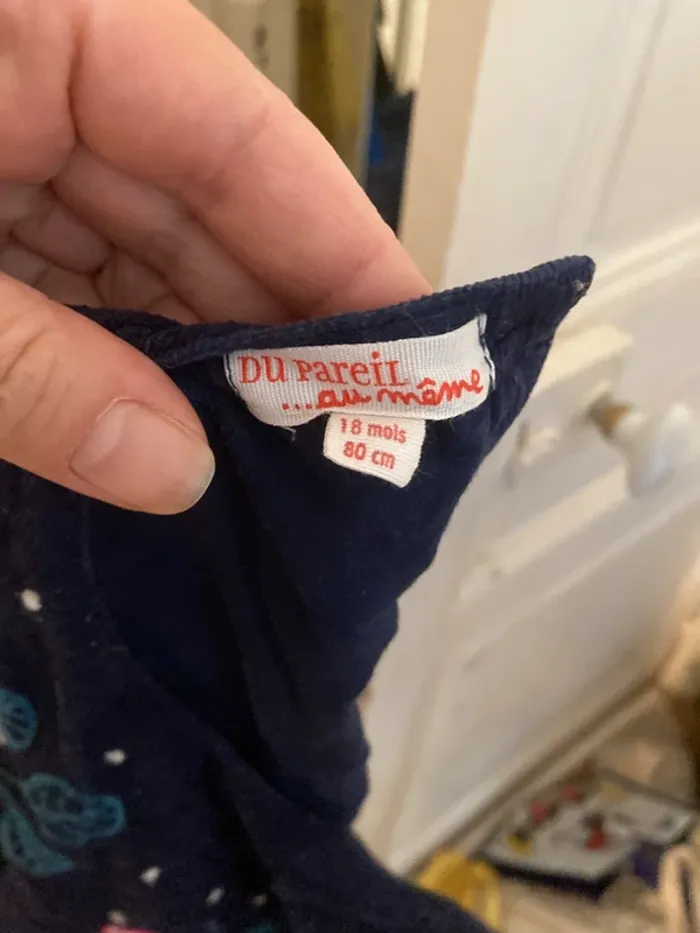 DU PareiL
...au même
18 mois
80 cm